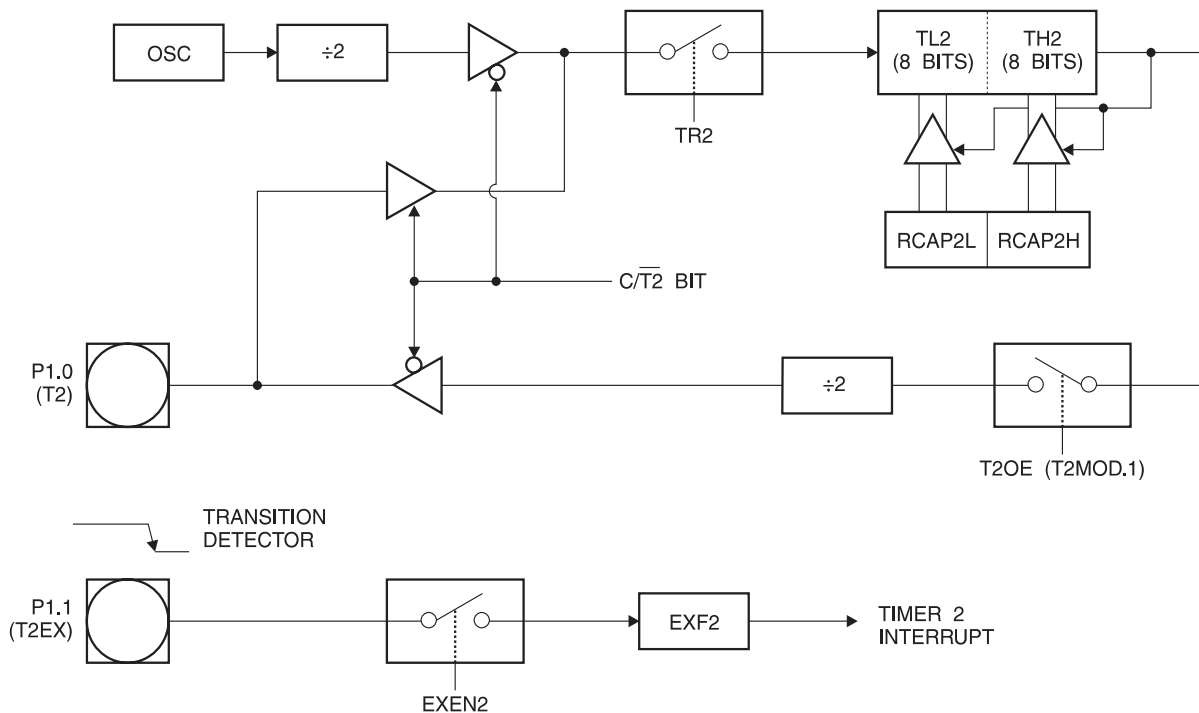 OSC
÷2
TL2
(8 BITS)
TH2
(8 BITS)
TR2
RCAP2L
RCAP2H
C/T2̅ BIT
P1.0
(T2)
÷2
T2OE (T2MOD.1)
TRANSITION
DETECTOR
P1.1
(T2EX)
EXF2
TIMER 2
INTERRUPT
EXEN2